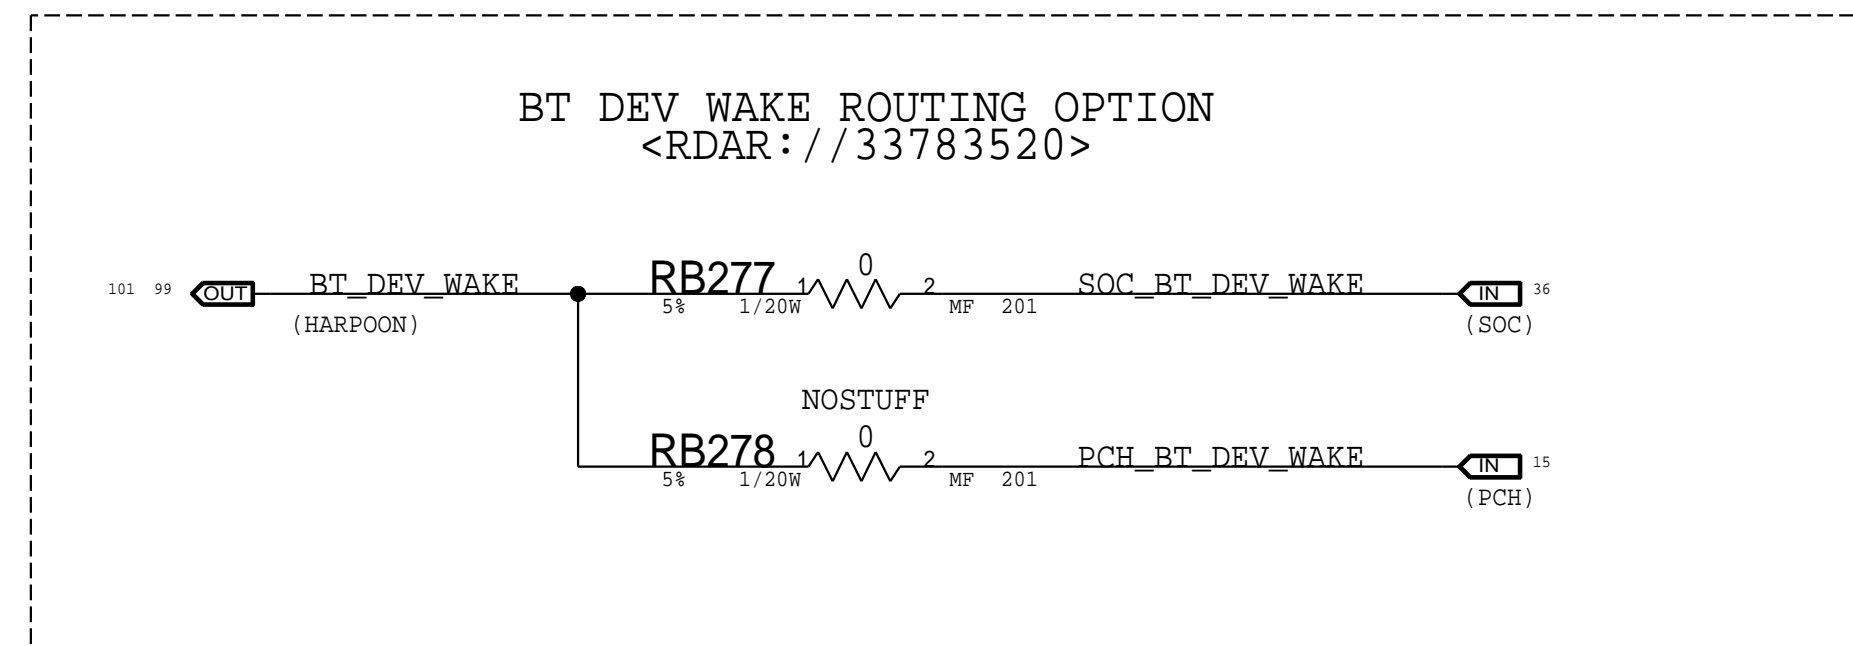 BT DEV WAKE ROUTING OPTION
<RDAR://33783520>
0
101 99 OUT BT_DEV_WAKE RB277 1 2 SOC_BT_DEV_WAKE IN 36
5% 1/20W MF 201
(HARPOON) (SOC)
NOSTUFF
0
RB278 1 2 PCH_BT_DEV_WAKE IN 15
5% 1/20W MF 201
(PCH)